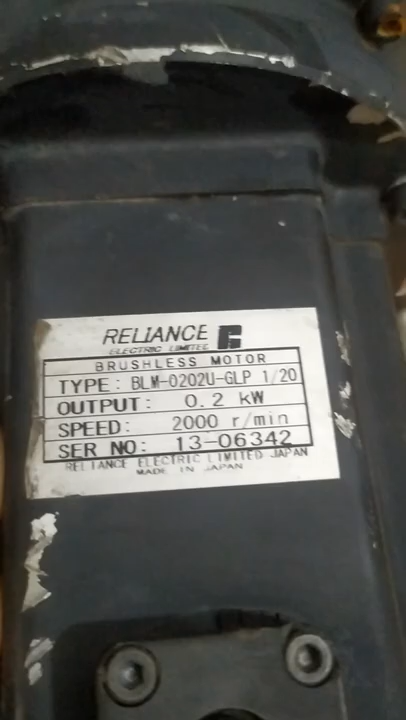 RELIANCE
ELECTRIC LIMITED
BRUSHLESS MOTOR
TYPE: BLM-0202U-GLP 1/20
OUTPUT: 0.2 kW
SPEED: 2000 r/min
SER NO: 13-06342
RELIANCE ELECTRIC LIMITED JAPAN
MADE IN JAPAN